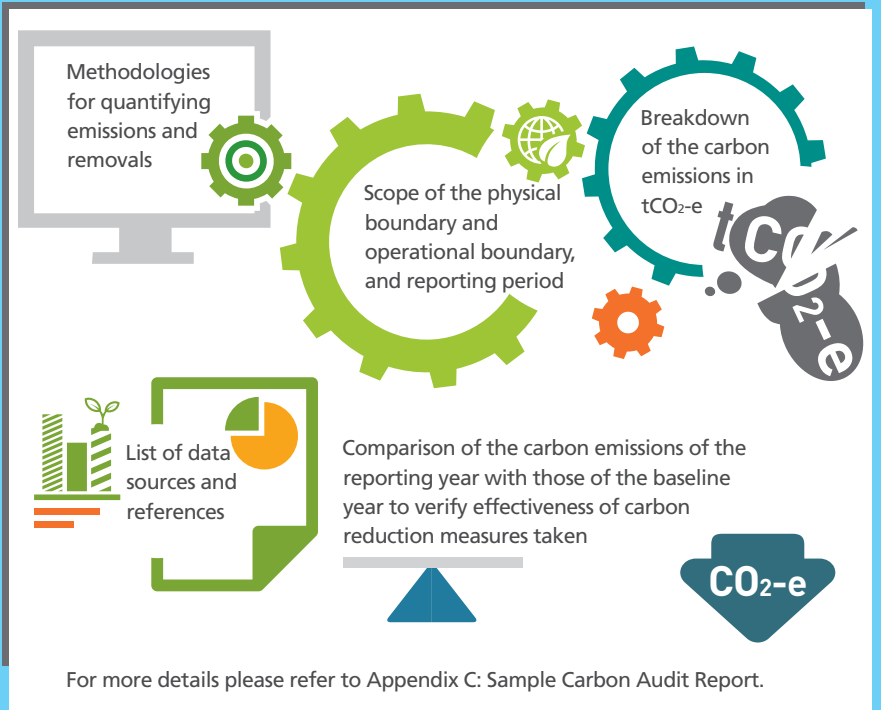 Methodologies
for quantifying
emissions and
removals
Scope of the physical
boundary and
operational boundary,
and reporting period
Breakdown
of the carbon
emissions in
tCO₂-e
tCO₂-e
List of data
sources and
references
Comparison of the carbon emissions of the
reporting year with those of the baseline
year to verify effectiveness of carbon
reduction measures taken
CO₂-e
For more details please refer to Appendix C: Sample Carbon Audit Report.